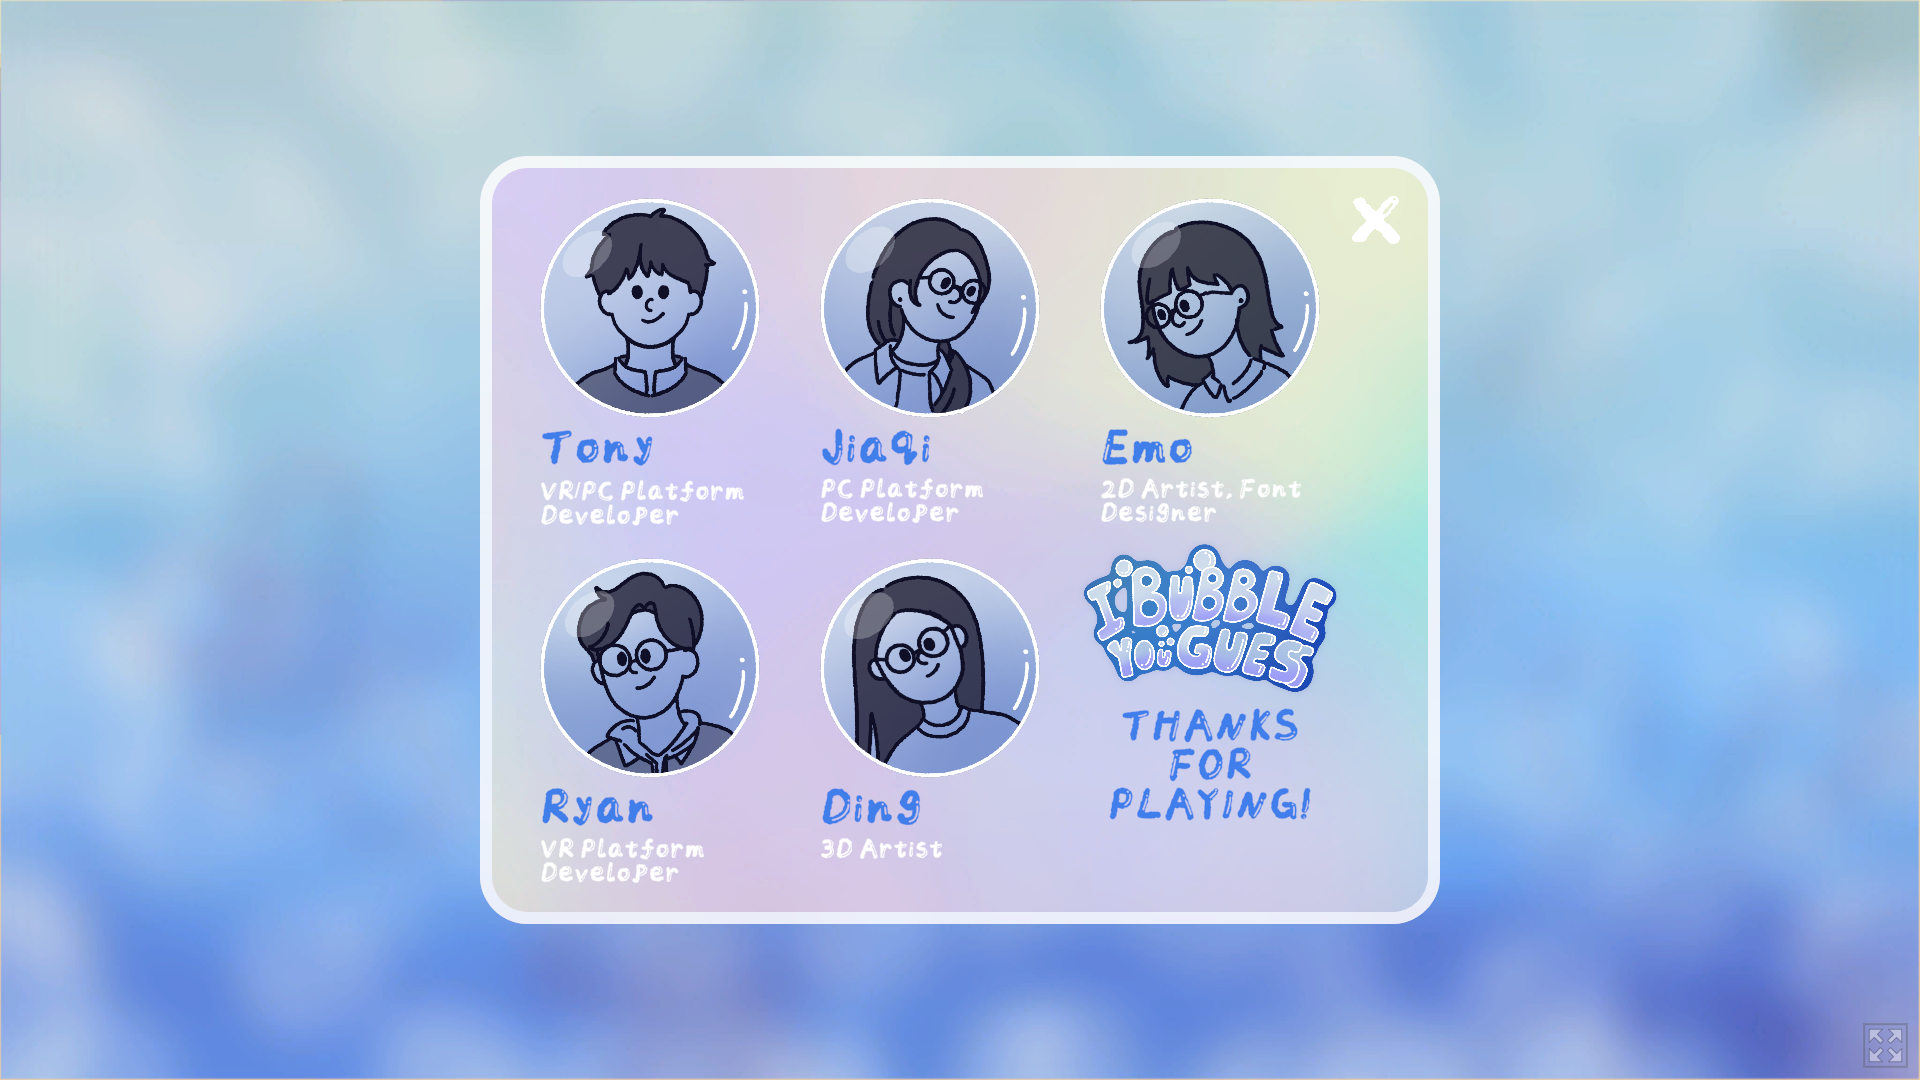 Tony
VR/PC Platform
Developer
Jiaqi
PC Platform
Developer
Emo
2D Artist, Font
Designer
Ryan
VR Platform
Developer
Ding
3D Artist
I BUBBLE
YOU GUESS
THANKS
FOR
PLAYING!